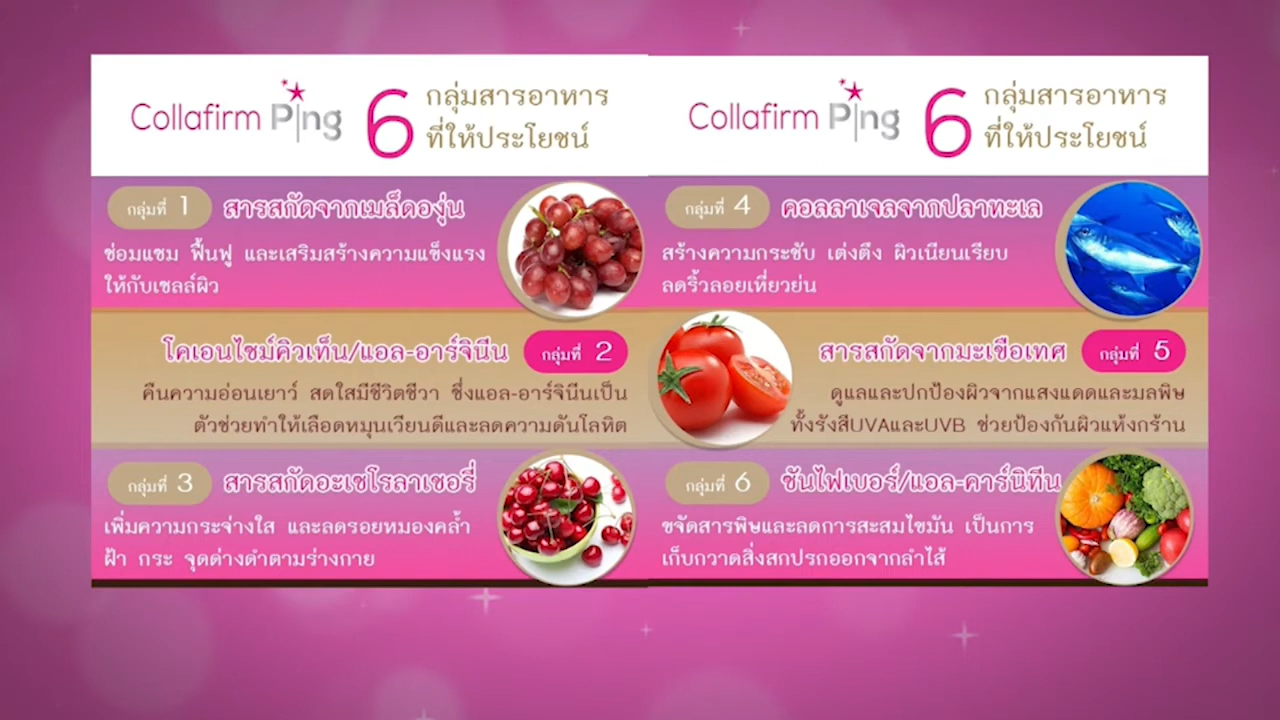 Collafirm Ping 6 กลุ่มสารอาหาร
ที่ให้ประโยชน์
กลุ่มที่ 1 สารสกัดจากเมล็ดองุ่น
ซ่อมแซม ฟื้นฟู และเสริมสร้างความแข็งแรง
ให้กับเซลล์ผิว
โคเอนไซม์คิวเท็น/แอล-อาร์จินีน กลุ่มที่ 2
คืนความอ่อนเยาว์ สดใสมีชีวิตชีวา ซึ่งแอล-อาร์จินีนเป็น
ตัวช่วยทำให้เลือดหมุนเวียนดีและลดความดันโลหิต
กลุ่มที่ 3 สารสกัดอะเซโรลาเชอรี่
เพิ่มความกระจ่างใส และลดรอยหมองคล้ำ
ฝ้า กระ จุดด่างดำตามร่างกาย
Collafirm Ping 6 กลุ่มสารอาหาร
ที่ให้ประโยชน์
กลุ่มที่ 4 คอลลาเจลจากปลาทะเล
สร้างความกระชับ เต่งตึง ผิวเนียนเรียบ
ลดริ้วลอยเหี่ยวย่น
สารสกัดจากมะเขือเทศ กลุ่มที่ 5
ดูแลและปกป้องผิวจากแสงแดดและมลพิษ
ทั้งรังสีUVAและUVB ช่วยป้องกันผิวแห้งกร้าน
กลุ่มที่ 6 ซันไฟเบอร์/แอล-คาร์นิทีน
ขจัดสารพิษและลดการสะสมไขมัน เป็นการ
เก็บกวาดสิ่งสกปรกออกจากลำไส้